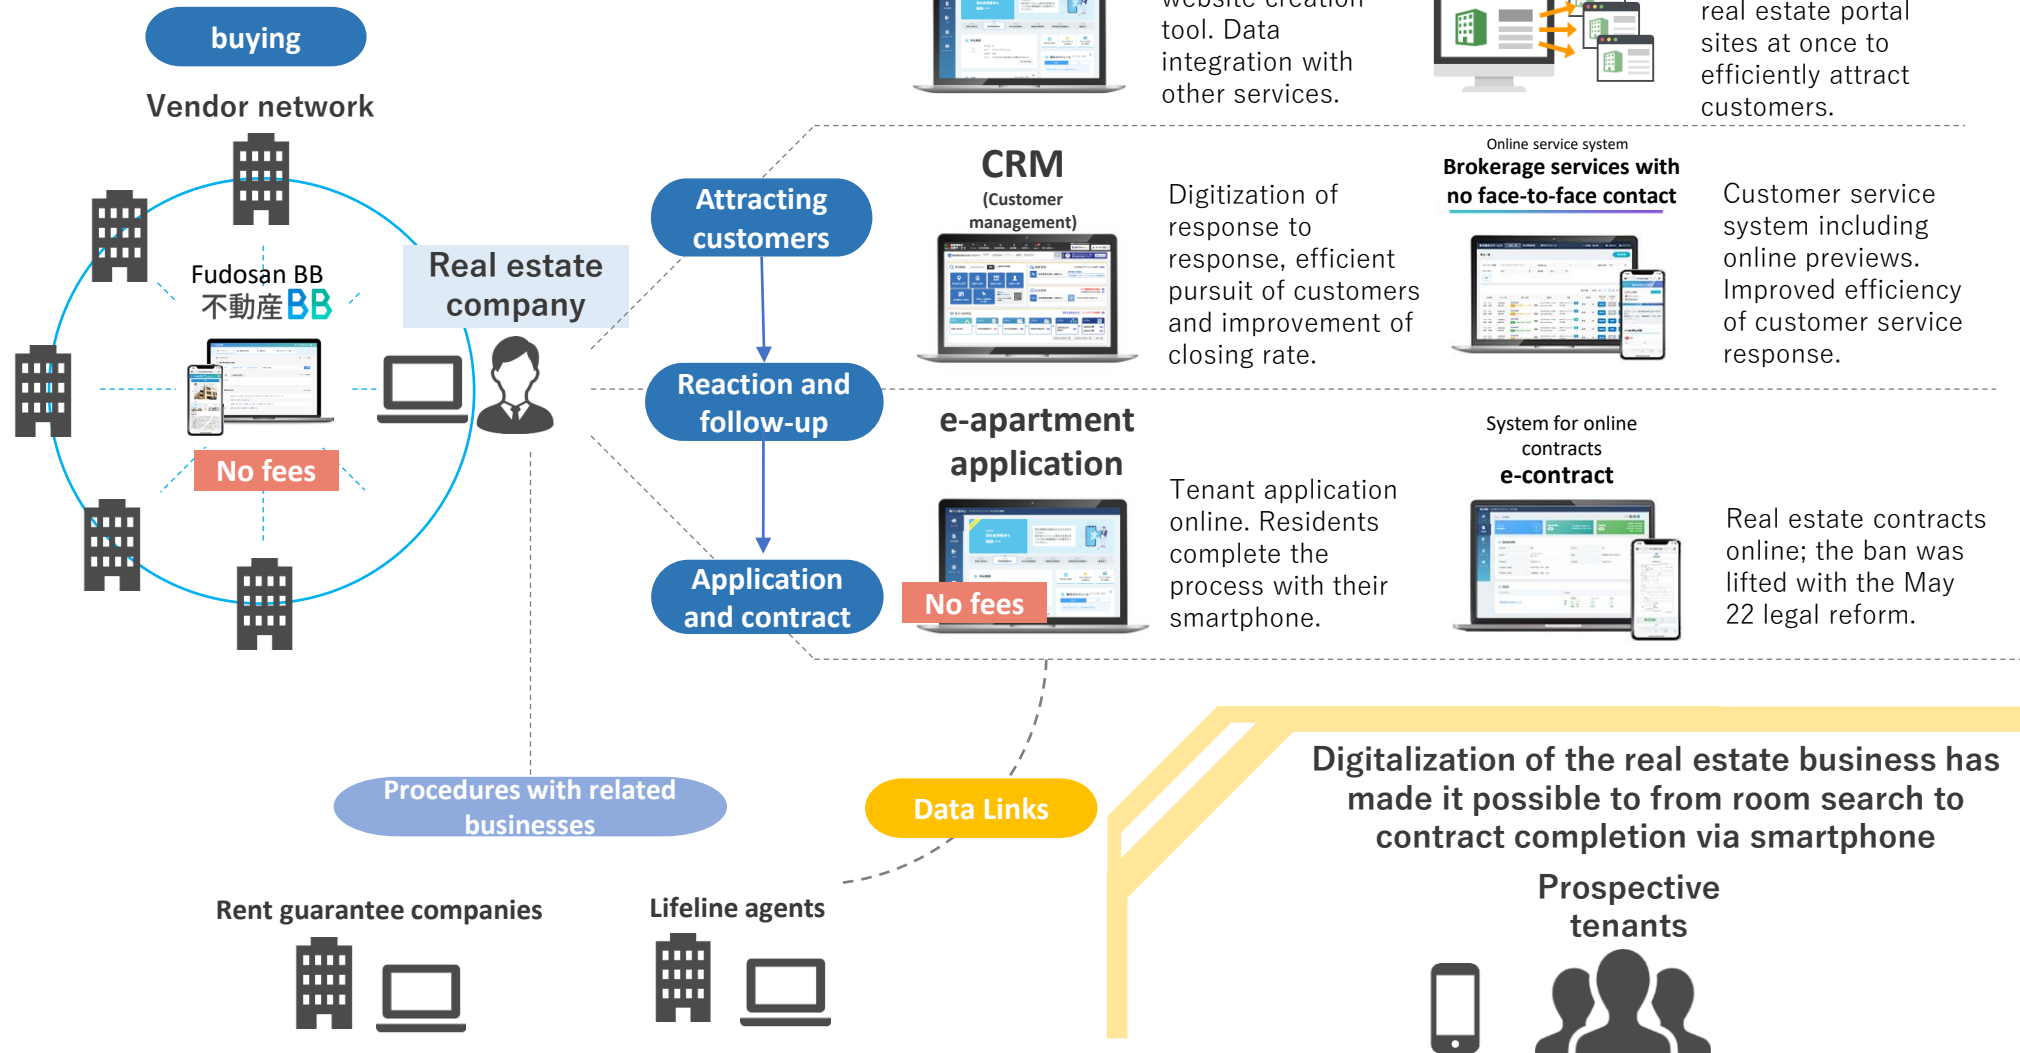 buying
Vendor network
Fudosan BB
不動産BB
No fees
Real estate
company
website creation
tool. Data
integration with
other services.
real estate portal
sites at once to
efficiently attract
customers.
Attracting
customers
CRM
(Customer
management)
Digitization of
response to
response, efficient
pursuit of customers
and improvement of
closing rate.
Online service system
Brokerage services with
no face-to-face contact
Customer service
system including
online previews.
Improved efficiency
of customer service
response.
Reaction and
follow-up
e-apartment
application
No fees
Tenant application
online. Residents
complete the
process with their
smartphone.
System for online
contracts
e-contract
Real estate contracts
online; the ban was
lifted with the May
22 legal reform.
Application
and contract
Procedures with related
businesses
Data Links
Rent guarantee companies
Lifeline agents
Digitalization of the real estate business has
made it possible to from room search to
contract completion via smartphone
Prospective
tenants